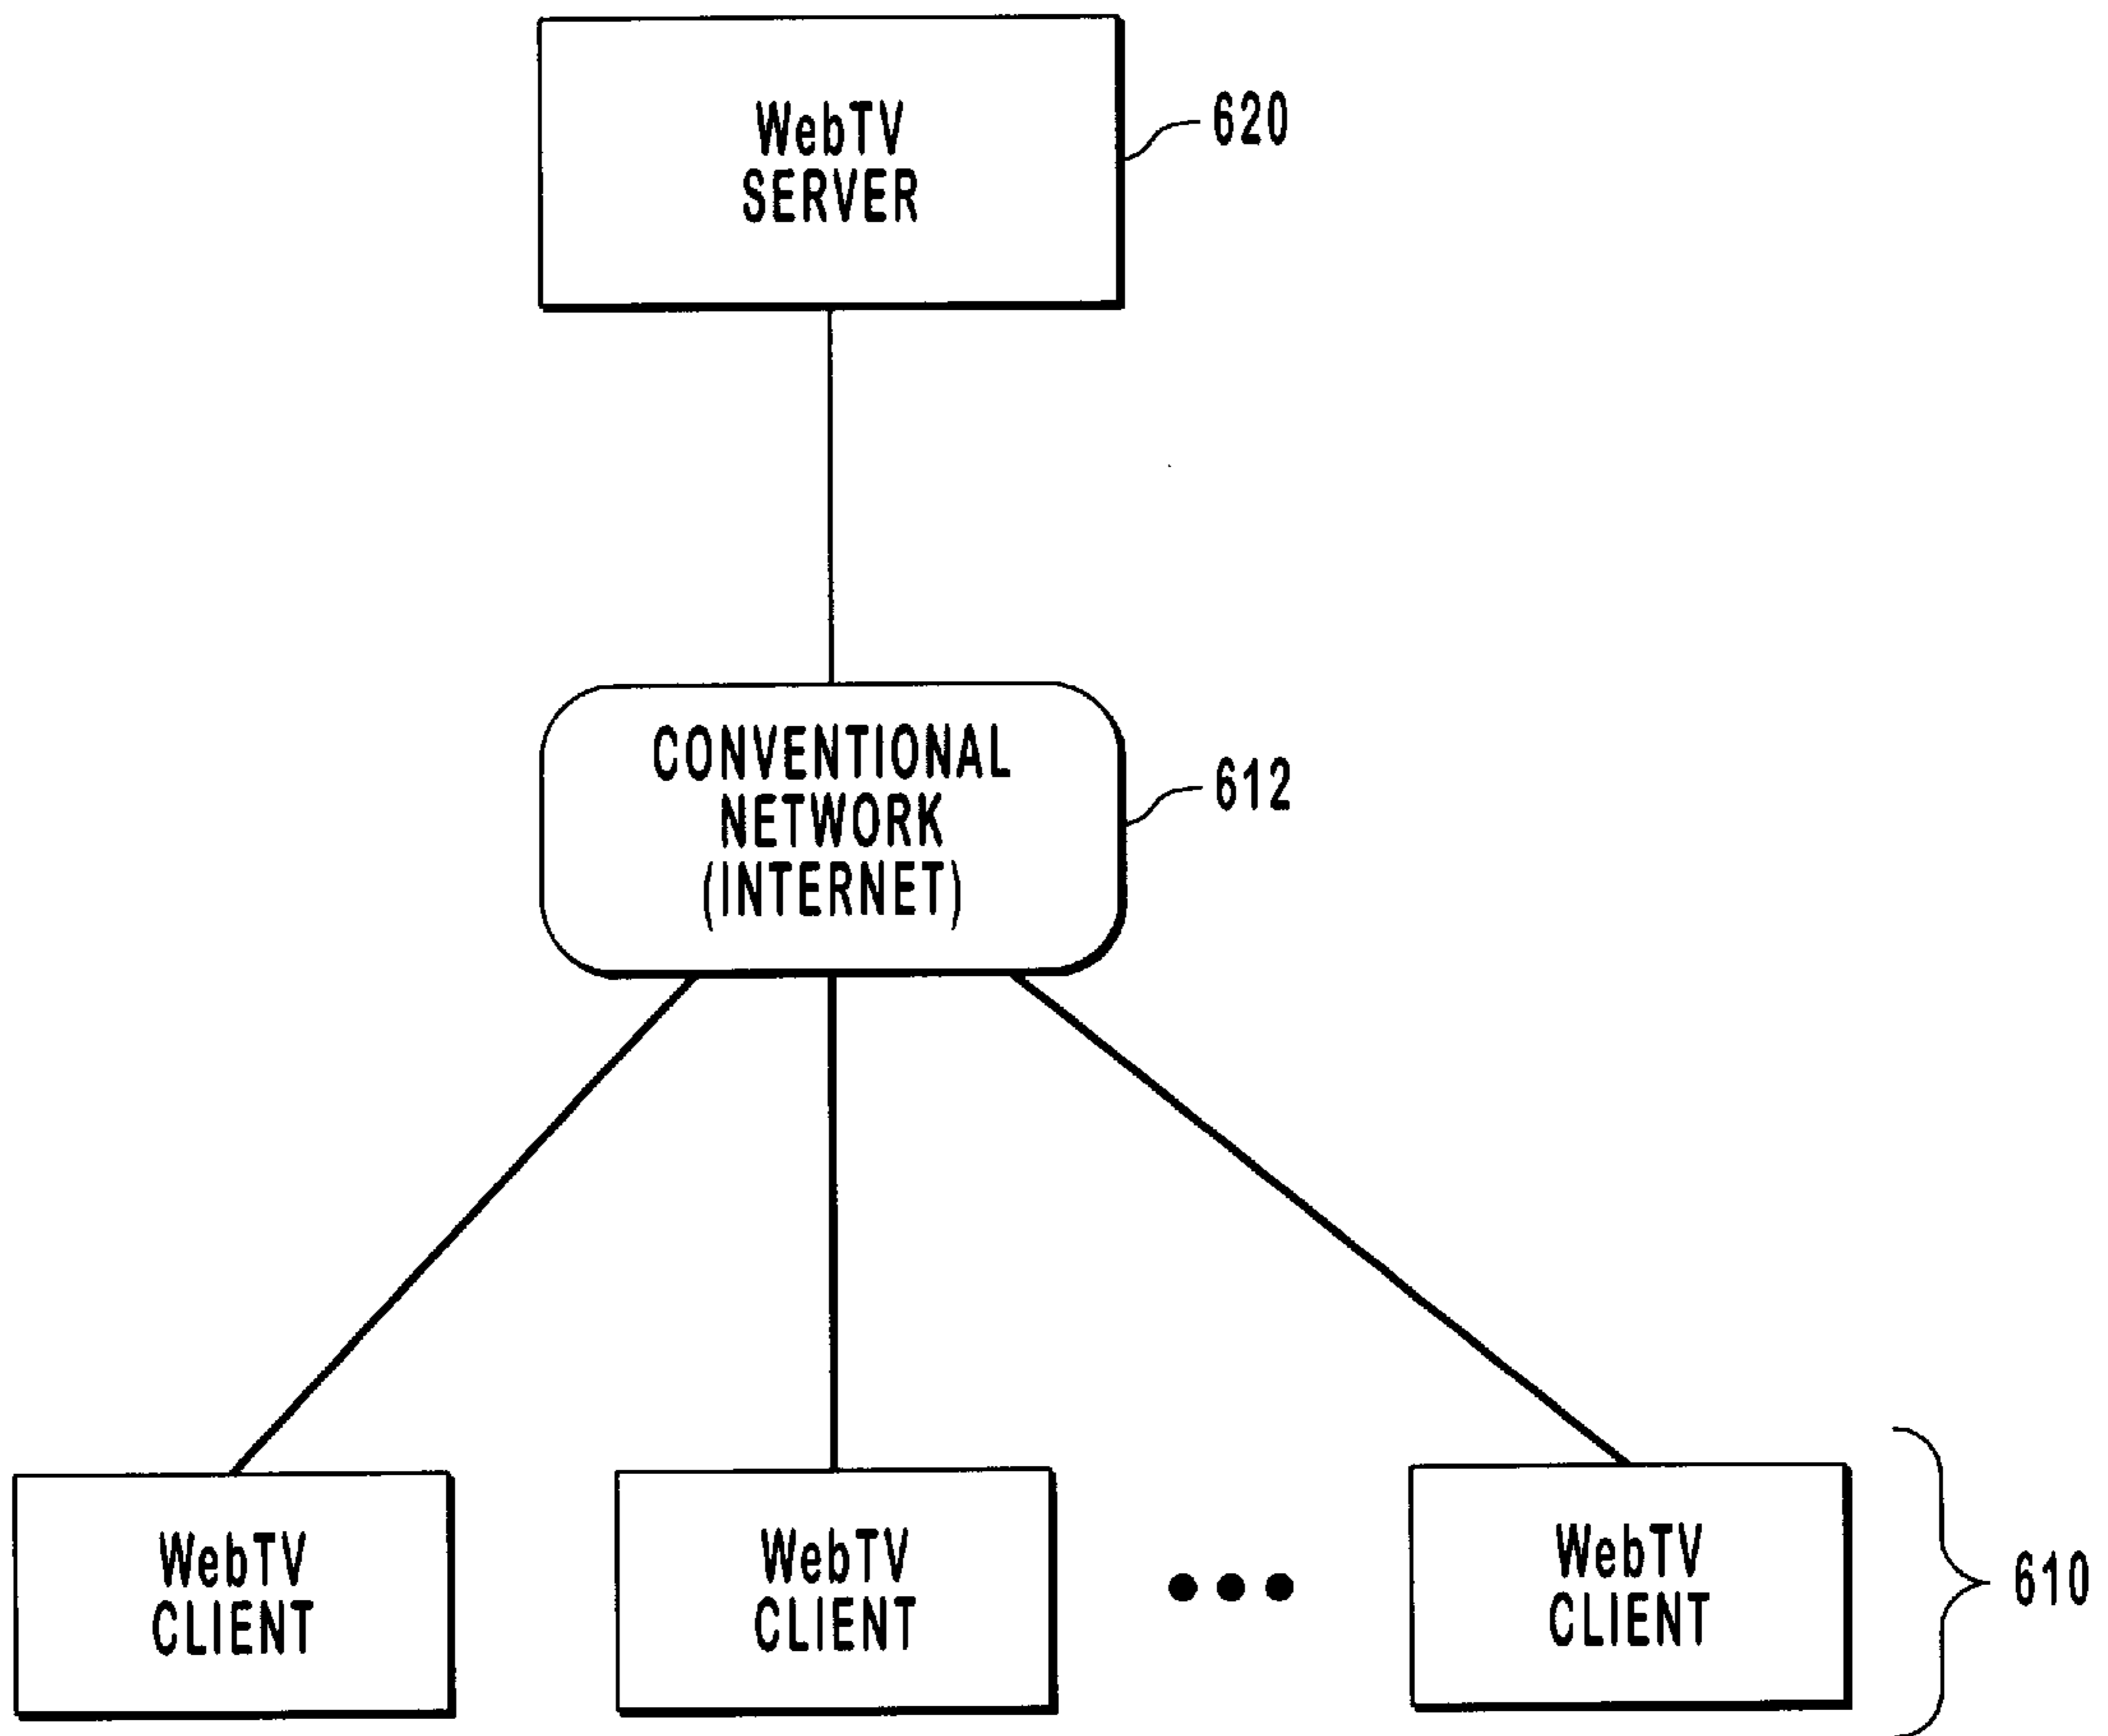 WebTV
SERVER
620
CONVENTIONAL
NETWORK
(INTERNET)
612
WebTV
CLIENT
WebTV
CLIENT
WebTV
CLIENT
610